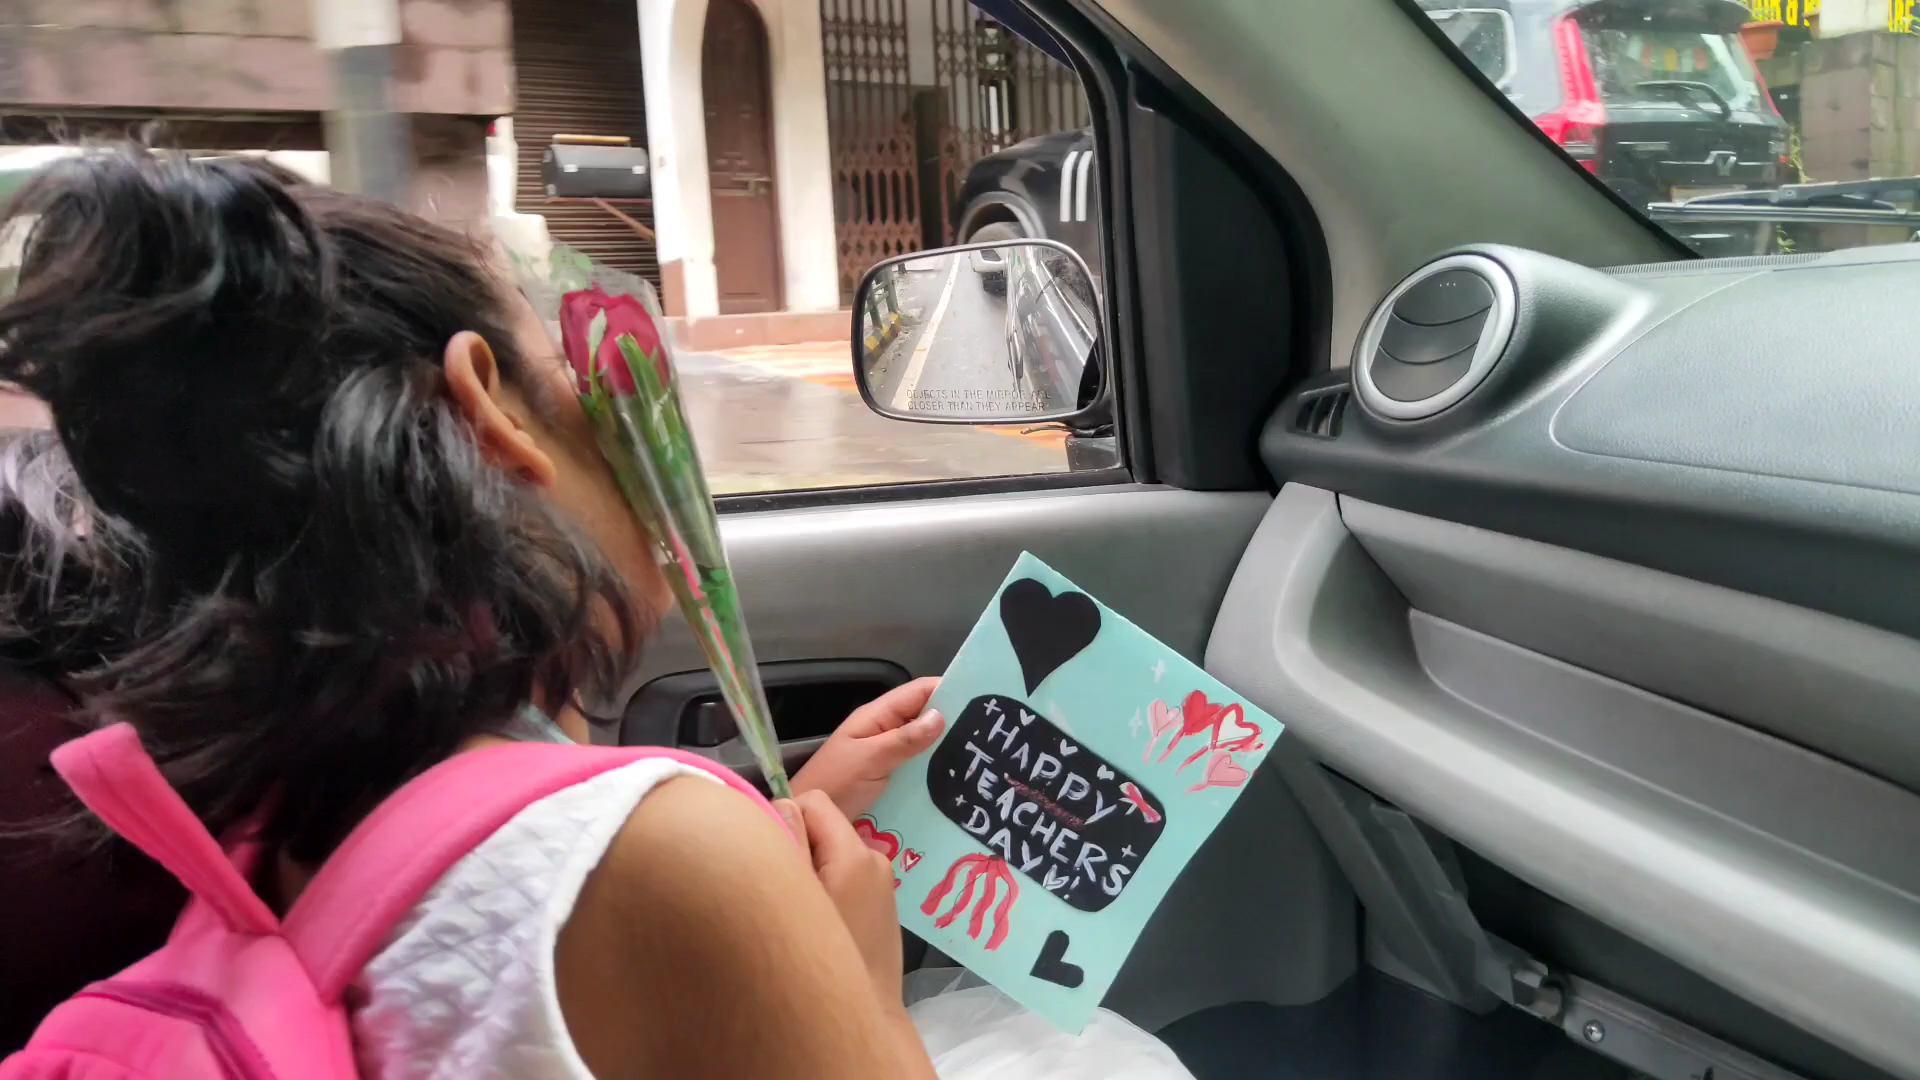 OBJECTS IN THE MIRROR ARE
CLOSER THAN THEY APPEAR
HAPPY
TEACHERS
DAY!